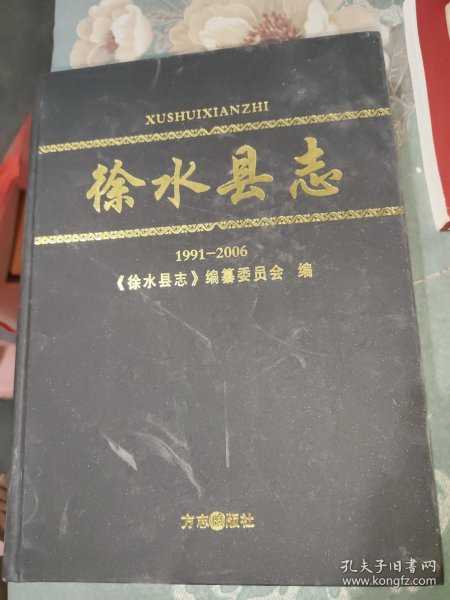 XUSHUIXIANZHI
徐水县志
1991-2006
《徐水县志》编纂委员会 编
方志出版社
孔夫子旧书网
www.kongfz.com